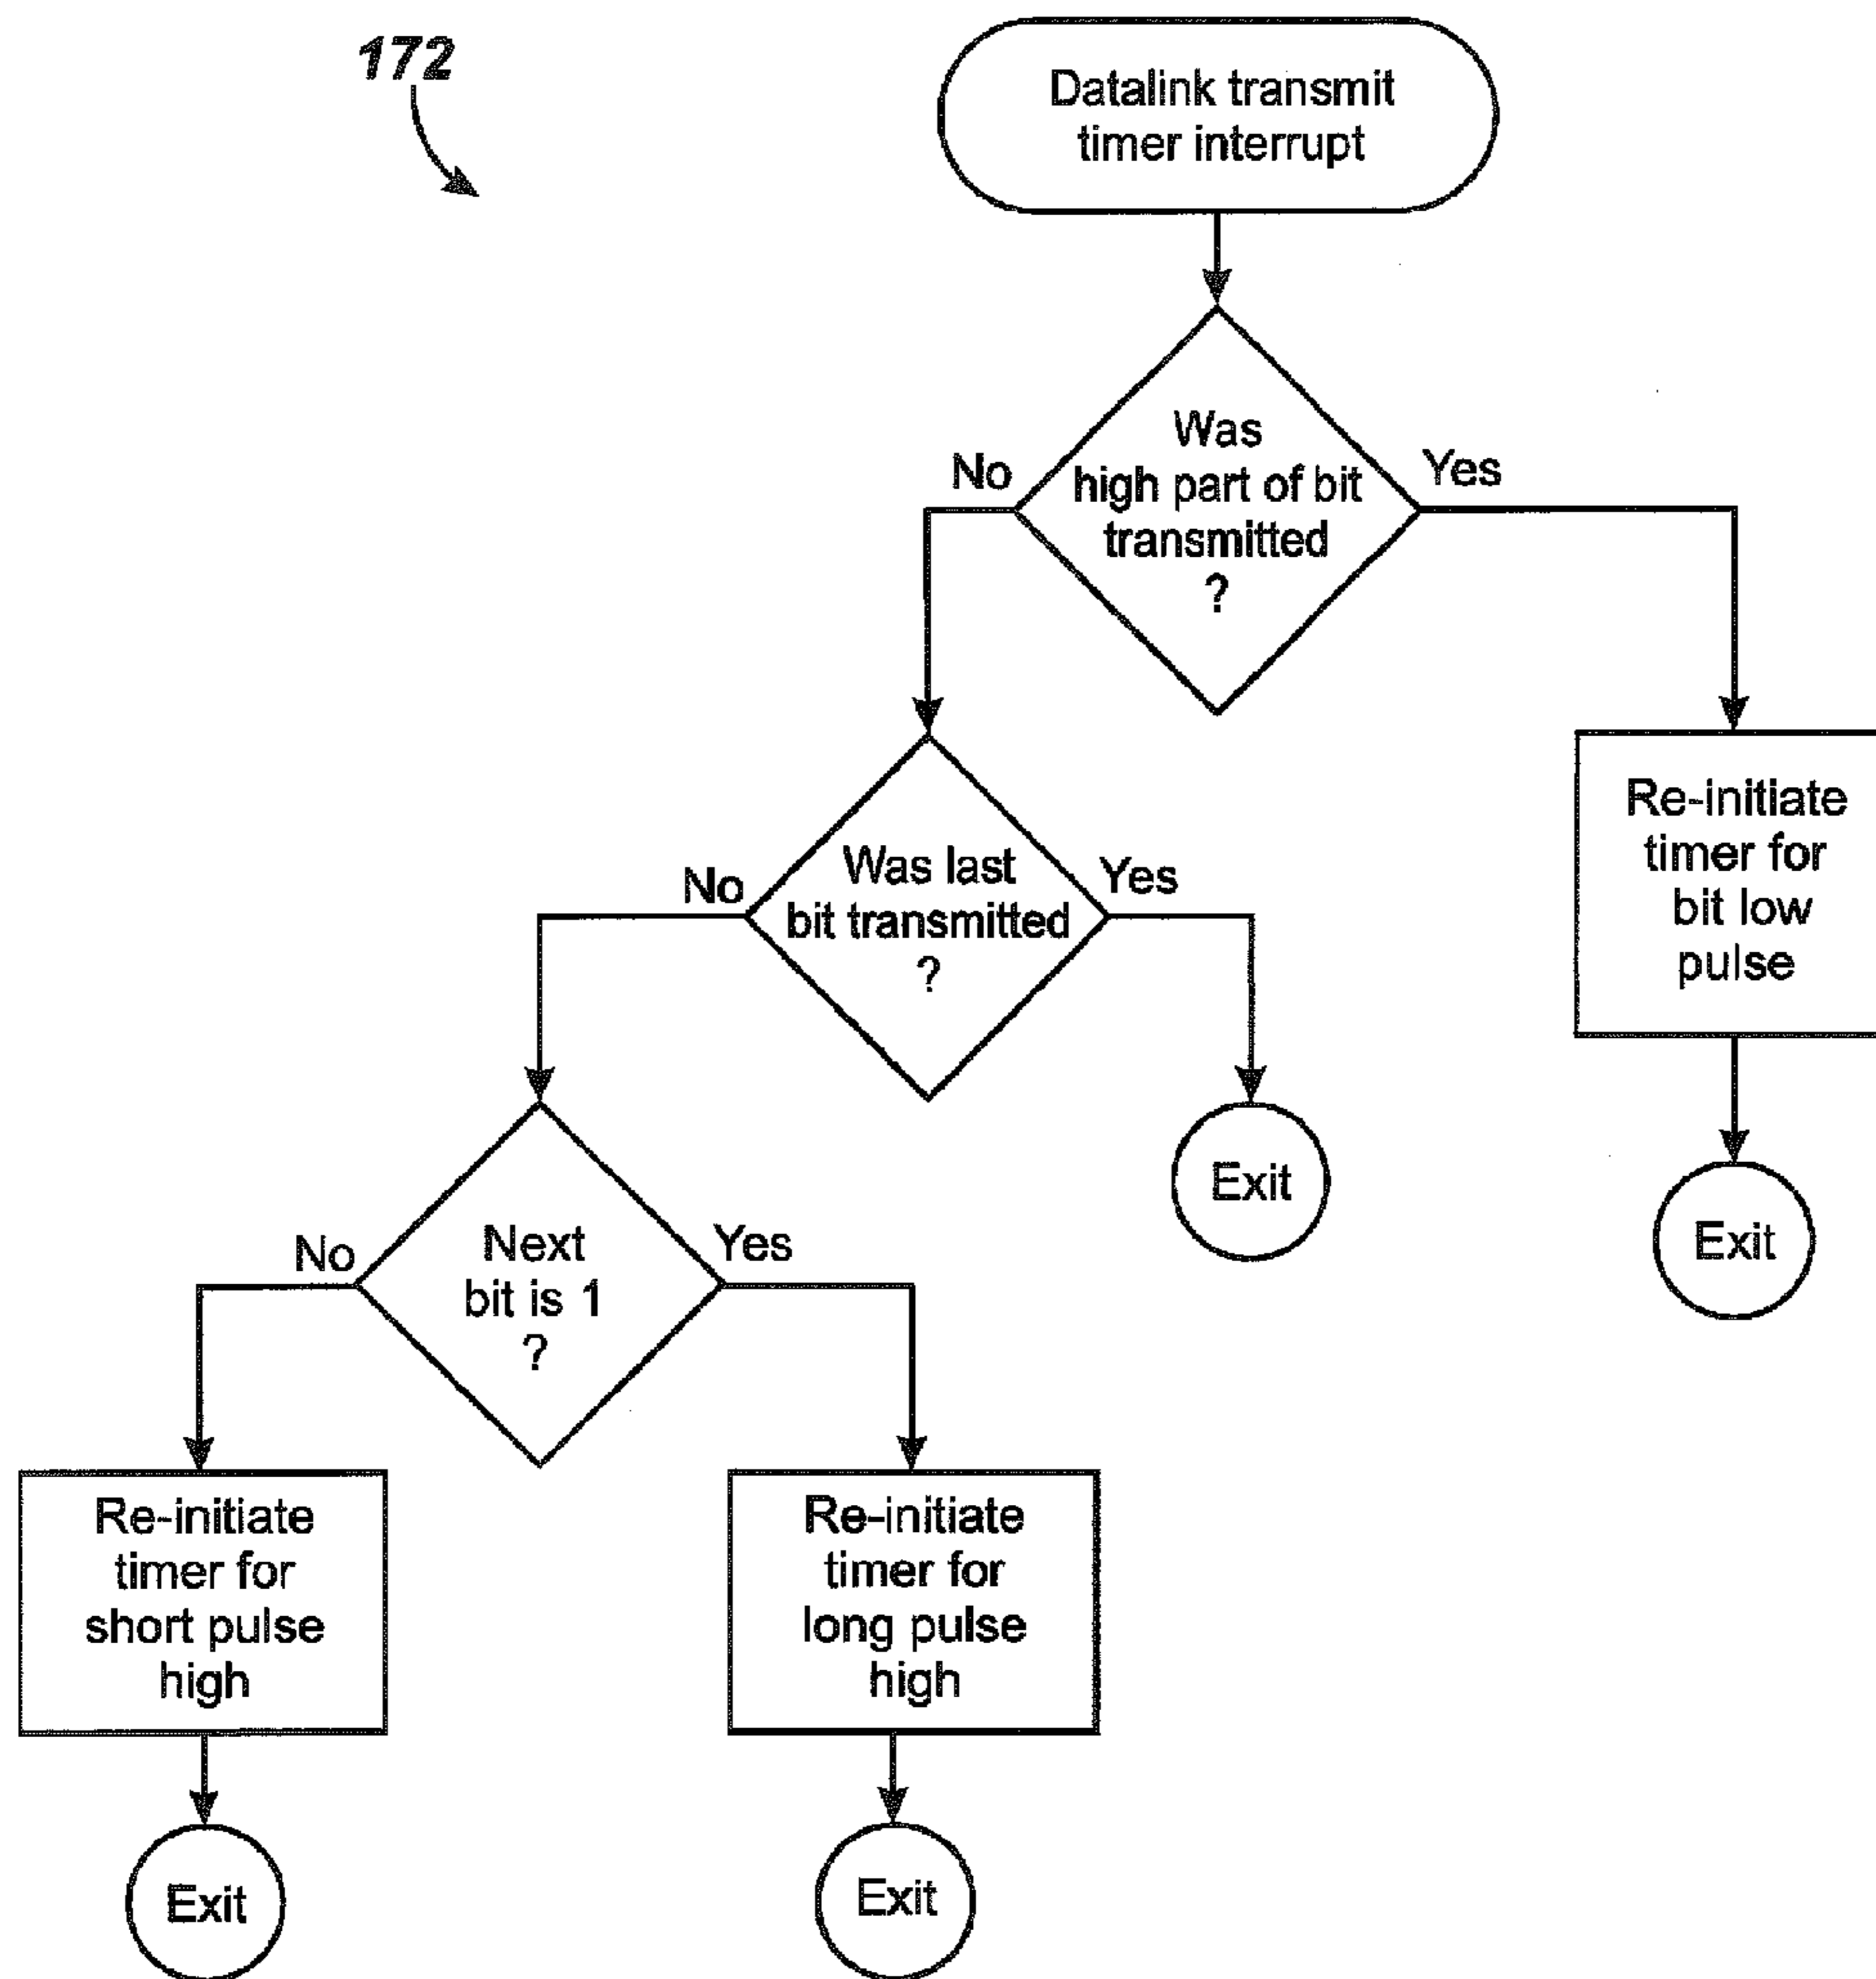 172
Datalink transmit
timer interrupt
Was
high part of bit
transmitted
?
No
Yes
Re-initiate
timer for
bit low
pulse
Exit
Was last
bit transmitted
?
No
Yes
Exit
Next
bit is 1
?
No
Yes
Re-initiate
timer for
short pulse
high
Exit
Re-initiate
timer for
long pulse
high
Exit